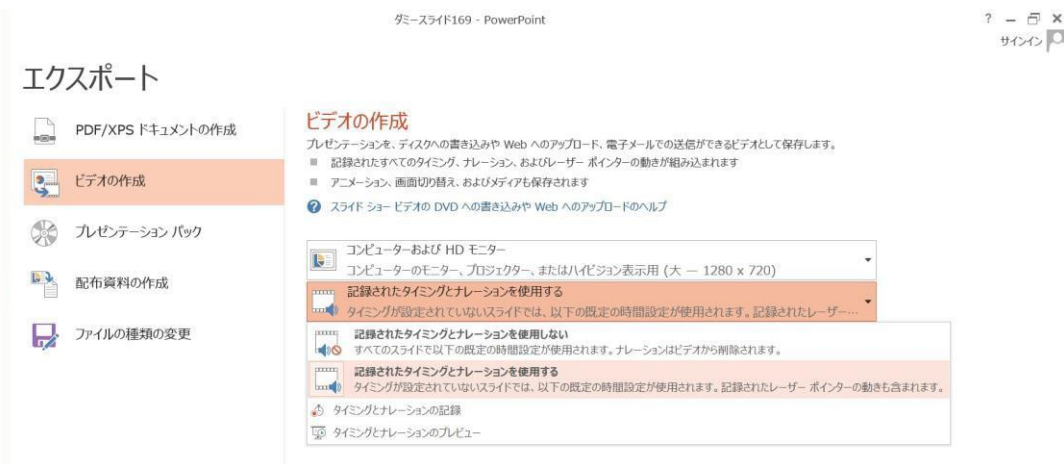 ダミースライド169 - PowerPoint
サインイン
エクスポート
PDF/XPS ドキュメントの作成
ビデオの作成
プレゼンテーション パック
配布資料の作成
ファイルの種類の変更
ビデオの作成
プレゼンテーションを、ディスクへの書き込みや Web へのアップロード、電子メールでの送信ができるビデオとして保存します。
記録されたすべてのタイミング、ナレーション、およびレーザー ポインターの動きが組み込まれます
アニメーション、画面切り替え、およびメディアも保存されます
スライド ショー ビデオの DVD への書き込みや Web へのアップロードのヘルプ
コンピューターおよび HD モニター
コンピューターのモニター、プロジェクター、またはハイビジョン表示用 (大 — 1280 x 720)
記録されたタイミングとナレーションを使用する
タイミングが設定されていないスライドでは、以下の既定の時間設定が使用されます。記録されたレーザー…
記録されたタイミングとナレーションを使用しない
すべてのスライドで以下の既定の時間設定が使用されます。ナレーションはビデオから削除されます。
記録されたタイミングとナレーションを使用する
タイミングが設定されていないスライドでは、以下の既定の時間設定が使用されます。記録されたレーザー ポインターの動きも含まれます。
タイミングとナレーションの記録
タイミングとナレーションのプレビュー